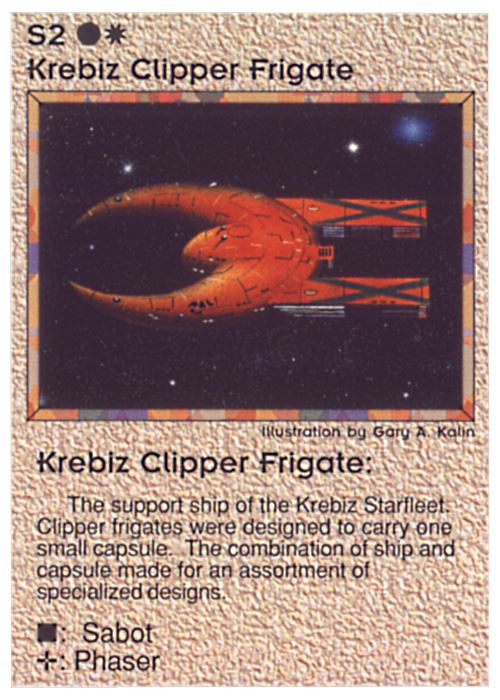 S2
Krebiz Clipper Frigate
Illustration by Gary A. Kalin
Krebiz Clipper Frigate:
The support ship of the Krebiz Starfleet.
Clipper frigates were designed to carry one
small capsule. The combination of ship and
capsule made for an assortment of
specialized designs.
■: Sabot
✢: Phaser